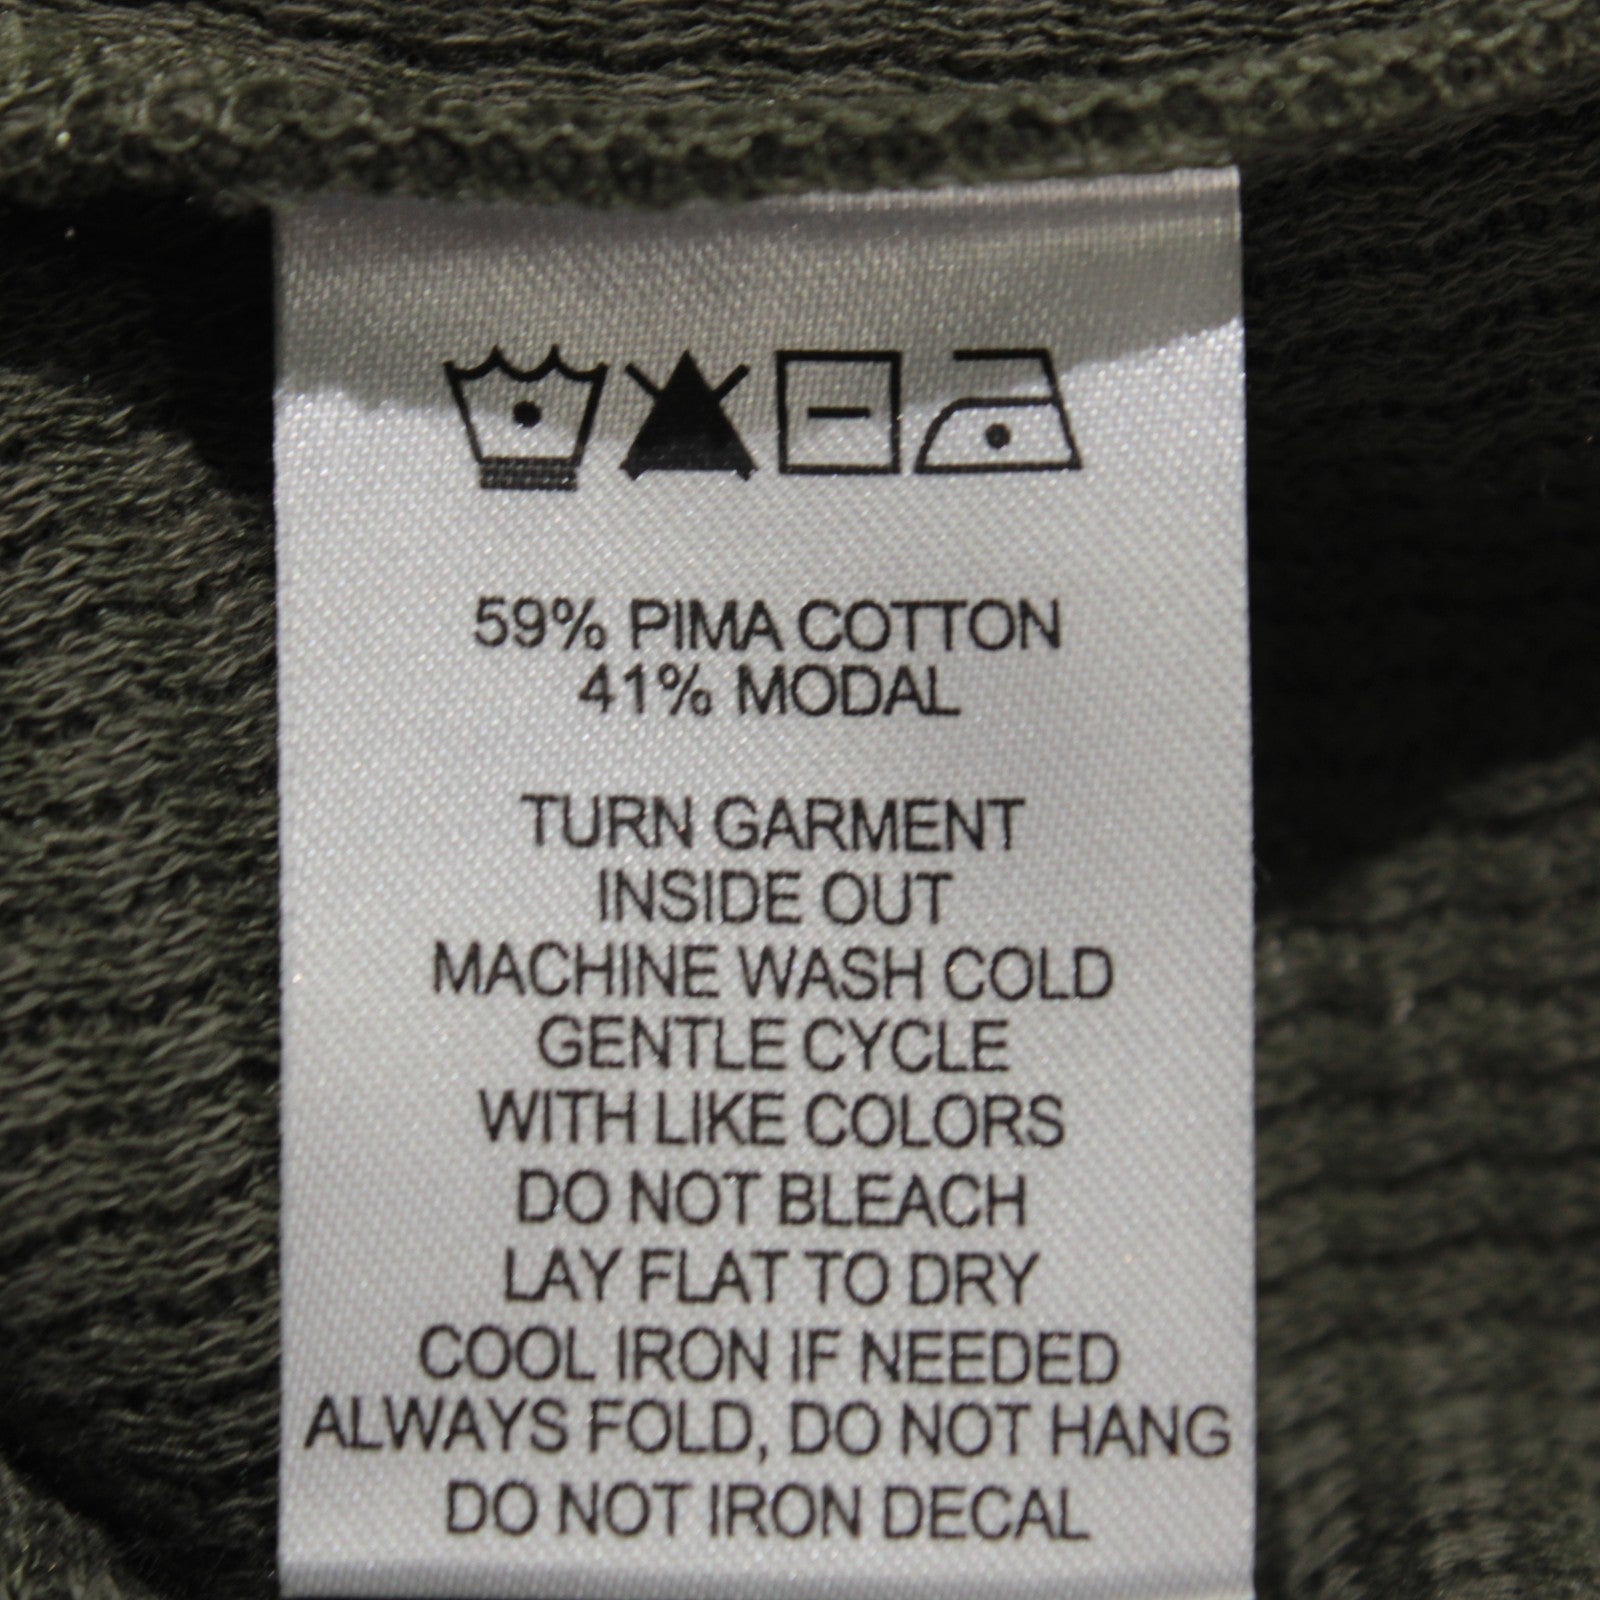 59% PIMA COTTON
41% MODAL
TURN GARMENT
INSIDE OUT
MACHINE WASH COLD
GENTLE CYCLE
WITH LIKE COLORS
DO NOT BLEACH
LAY FLAT TO DRY
COOL IRON IF NEEDED
ALWAYS FOLD, DO NOT HANG
DO NOT IRON DECAL